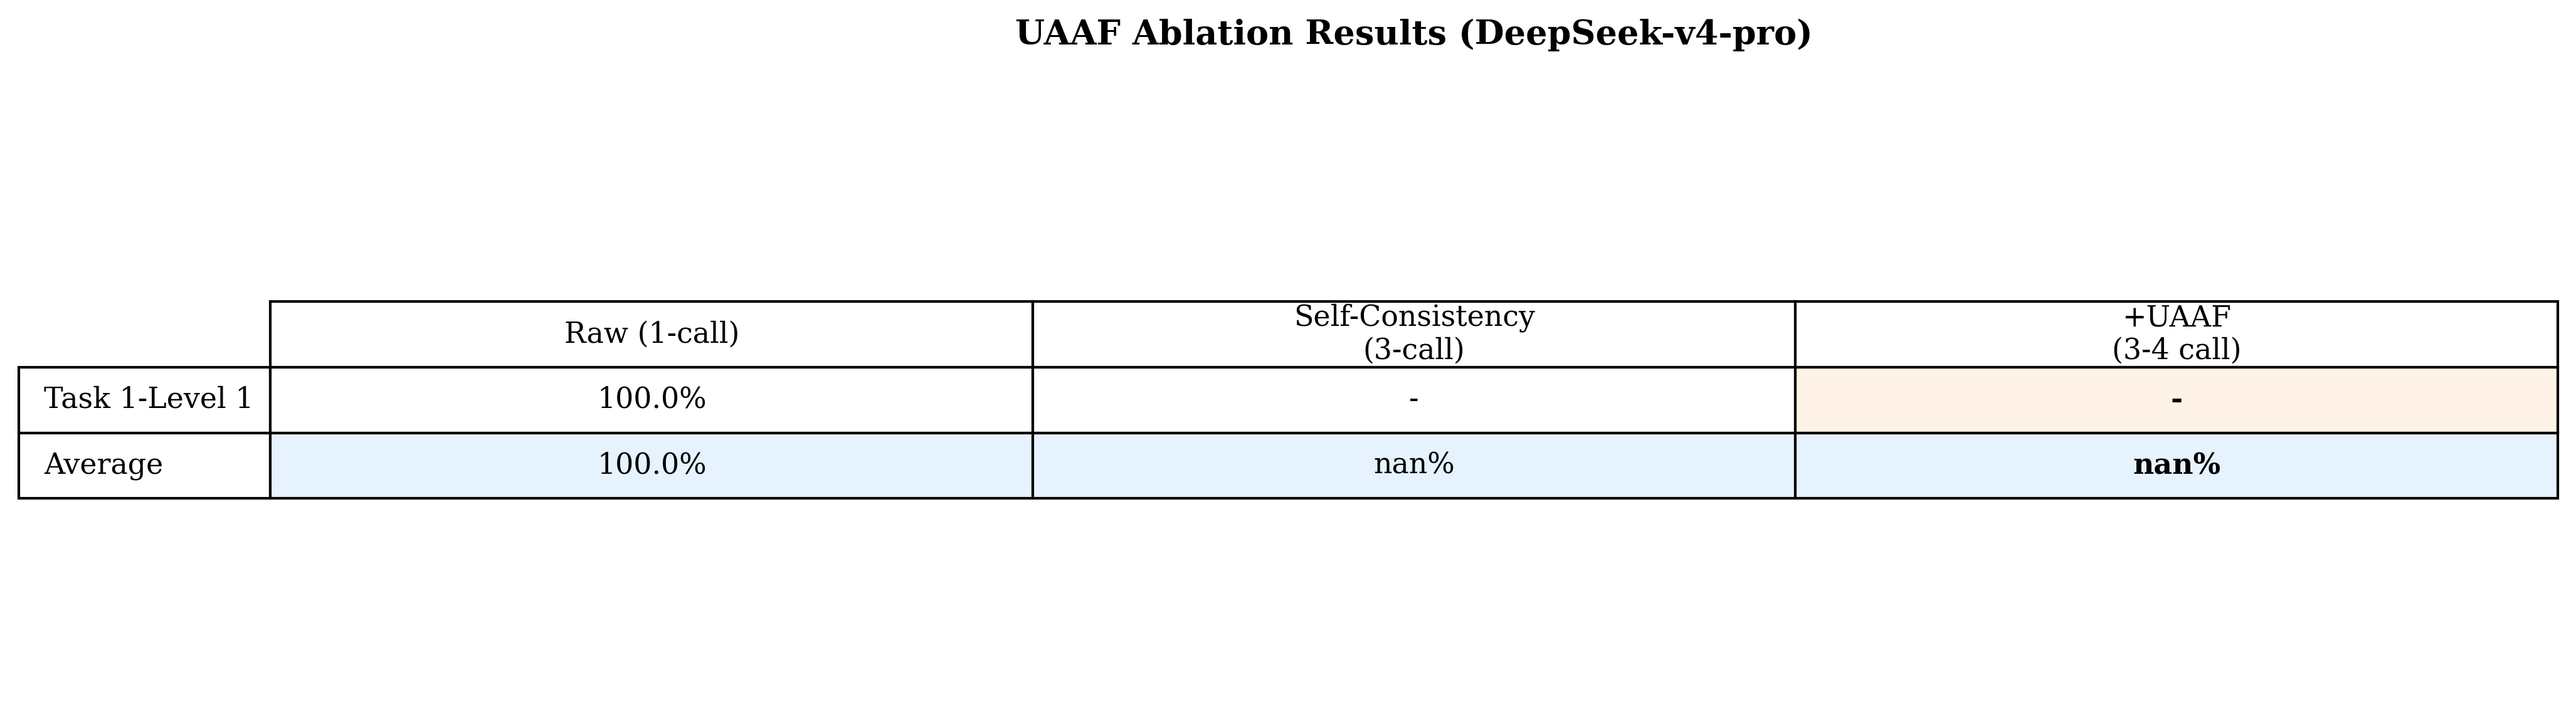 UAAF Ablation Results (DeepSeek-v4-pro)
Raw (1-call)
Self-Consistency
(3-call)
+UAAF
(3-4 call)
Task 1-Level 1
100.0%
-
-
Average
100.0%
nan%
nan%